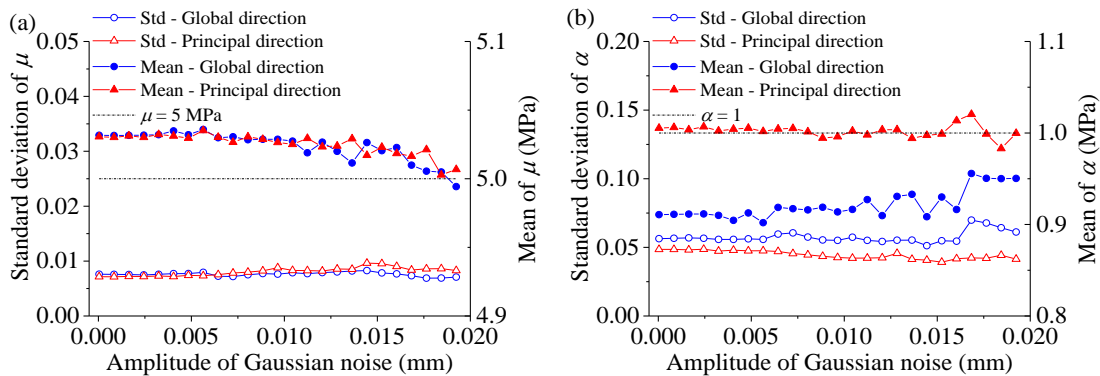 (a)
Std - Global direction
Std - Principal direction
Mean - Global direction
Mean - Principal direction
μ = 5 MPa
Standard deviation of μ
0.05
0.04
0.03
0.02
0.01
0.00
5.1
5.0
4.9
Mean of μ (MPa)
0.000 0.005 0.010 0.015 0.020
Amplitude of Gaussian noise (mm)
(b)
Std - Global direction
Std - Principal direction
Mean - Global direction
Mean - Principal direction
α = 1
Standard deviation of α
0.20
0.15
0.10
0.05
0.00
1.1
1.0
0.9
0.8
Mean of α (MPa)
0.000 0.005 0.010 0.015 0.020
Amplitude of Gaussian noise (mm)